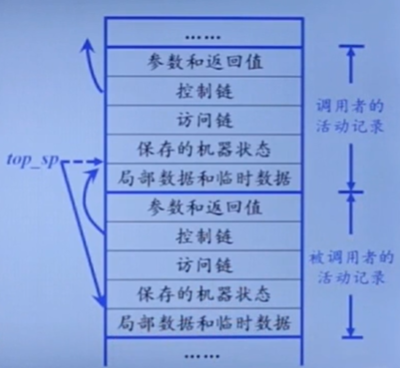 ……
参数和返回值
控制链
访问链
保存的机器状态
局部数据和临时数据
调用者的
活动记录
top_sp
参数和返回值
控制链
访问链
保存的机器状态
局部数据和临时数据
被调用者的
活动记录
……